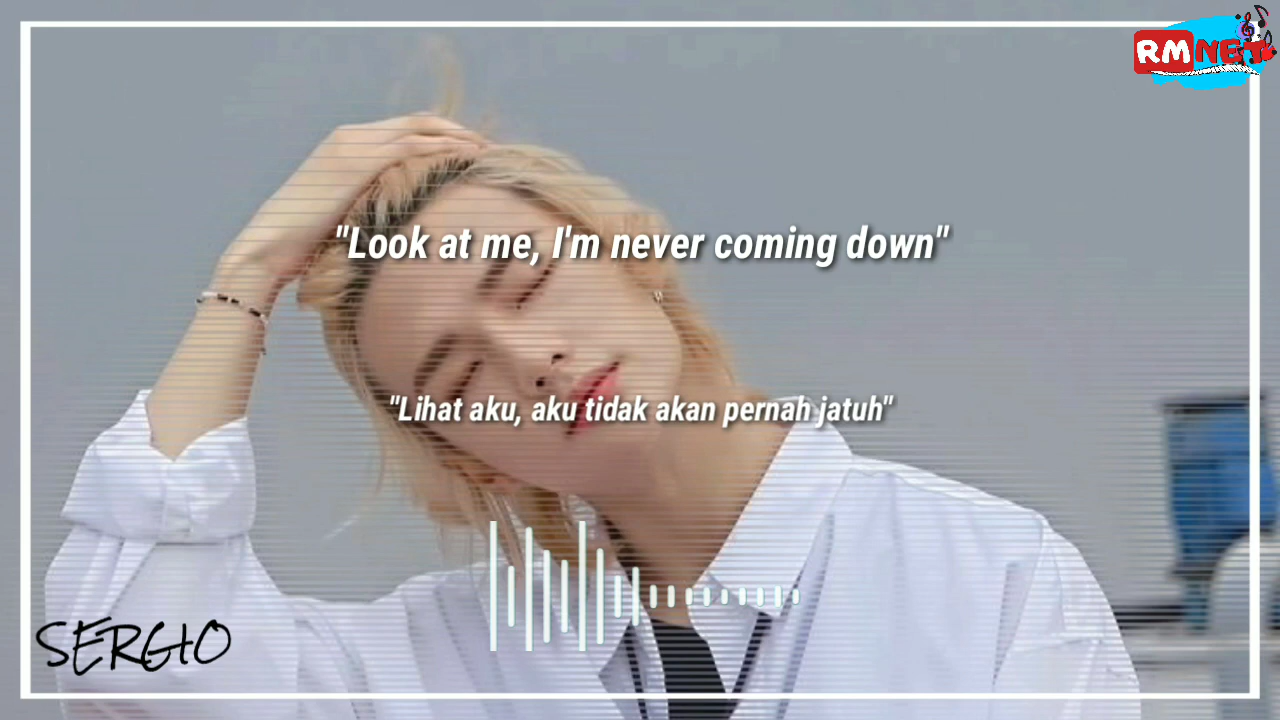 RMNET
"Look at me, I'm never coming down"
"Lihat aku, aku tidak akan pernah jatuh"
SERGIO